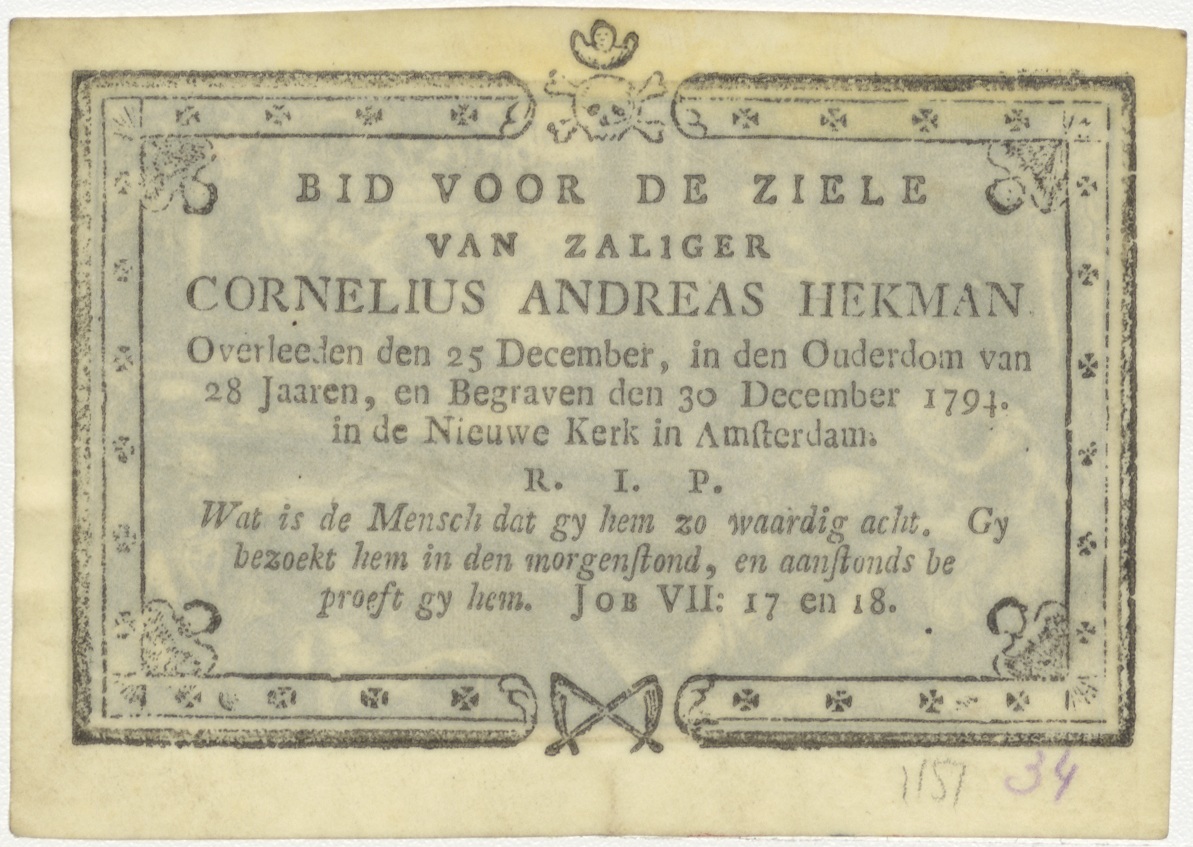 BID VOOR DE ZIELE
VAN ZALIGER
CORNELIUS ANDREAS HEKMAN.
Overleeden den 25 December, in den Ouderdom van
28 Jaaren, en Begraven den 30 December 1794.
in de Nieuwe Kerk in Amſterdam.
R. I. P.
Wat is de Mensch dat gy hem zo waardig acht. Gy
bezoekt hem in den morgenſtond, en aanſtonds be
proeft gy hem. JOB VII: 17 en 18.
1157 34